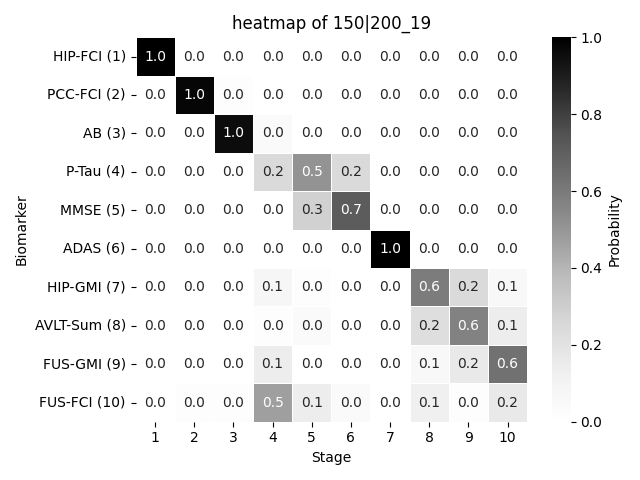 heatmap of 150|200_19
HIP-FCI (1) 1.0 0.0 0.0 0.0 0.0 0.0 0.0 0.0 0.0 0.0
PCC-FCI (2) 0.0 1.0 0.0 0.0 0.0 0.0 0.0 0.0 0.0 0.0
AB (3) 0.0 0.0 1.0 0.0 0.0 0.0 0.0 0.0 0.0 0.0
P-Tau (4) 0.0 0.0 0.0 0.2 0.5 0.2 0.0 0.0 0.0 0.0
MMSE (5) 0.0 0.0 0.0 0.0 0.3 0.7 0.0 0.0 0.0 0.0
ADAS (6) 0.0 0.0 0.0 0.0 0.0 0.0 1.0 0.0 0.0 0.0
HIP-GMI (7) 0.0 0.0 0.0 0.1 0.0 0.0 0.0 0.6 0.2 0.1
AVLT-Sum (8) 0.0 0.0 0.0 0.0 0.0 0.0 0.0 0.2 0.6 0.1
FUS-GMI (9) 0.0 0.0 0.0 0.1 0.0 0.0 0.0 0.1 0.2 0.6
FUS-FCI (10) 0.0 0.0 0.0 0.5 0.1 0.0 0.0 0.1 0.0 0.2
1 2 3 4 5 6 7 8 9 10
Stage
Biomarker
1.0
0.8
0.6
0.4
0.2
0.0
Probability